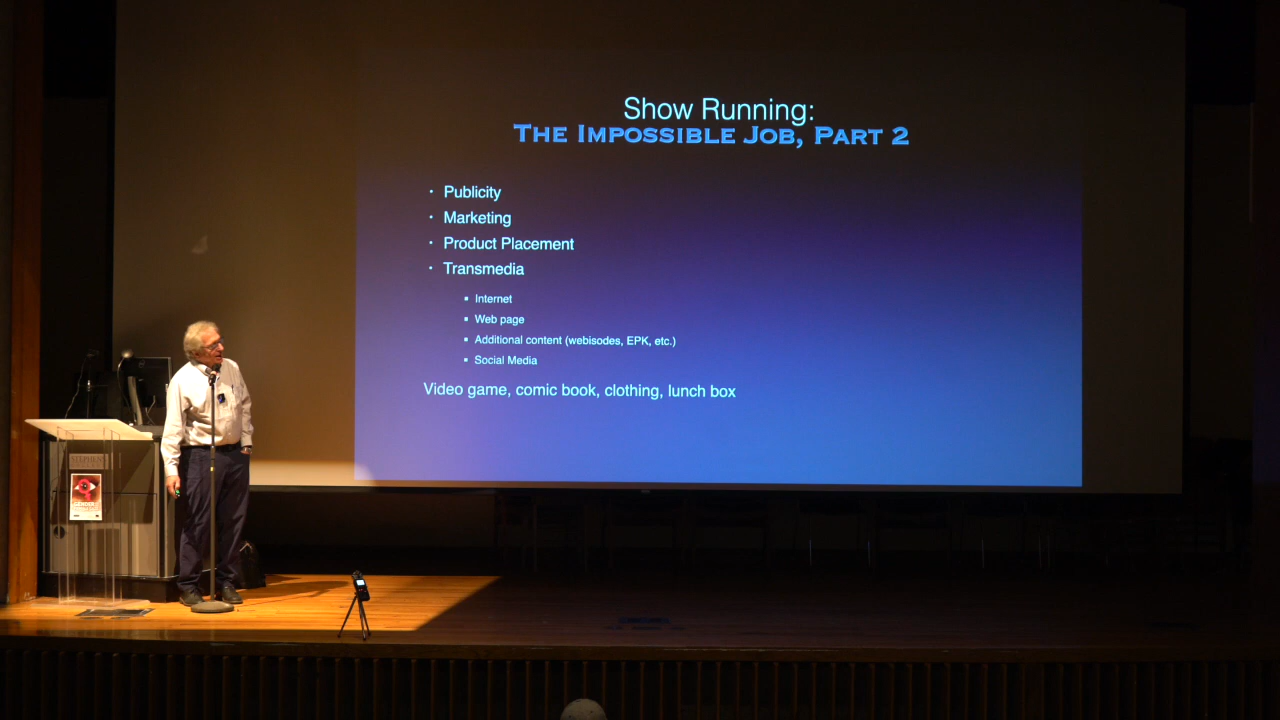 Show Running:
THE IMPOSSIBLE JOB, PART 2
· Publicity
· Marketing
· Product Placement
· Transmedia
▪ Internet
▪ Web page
▪ Additional content (webisodes, EPK, etc.)
▪ Social Media
Video game, comic book, clothing, lunch box
STEPHENS